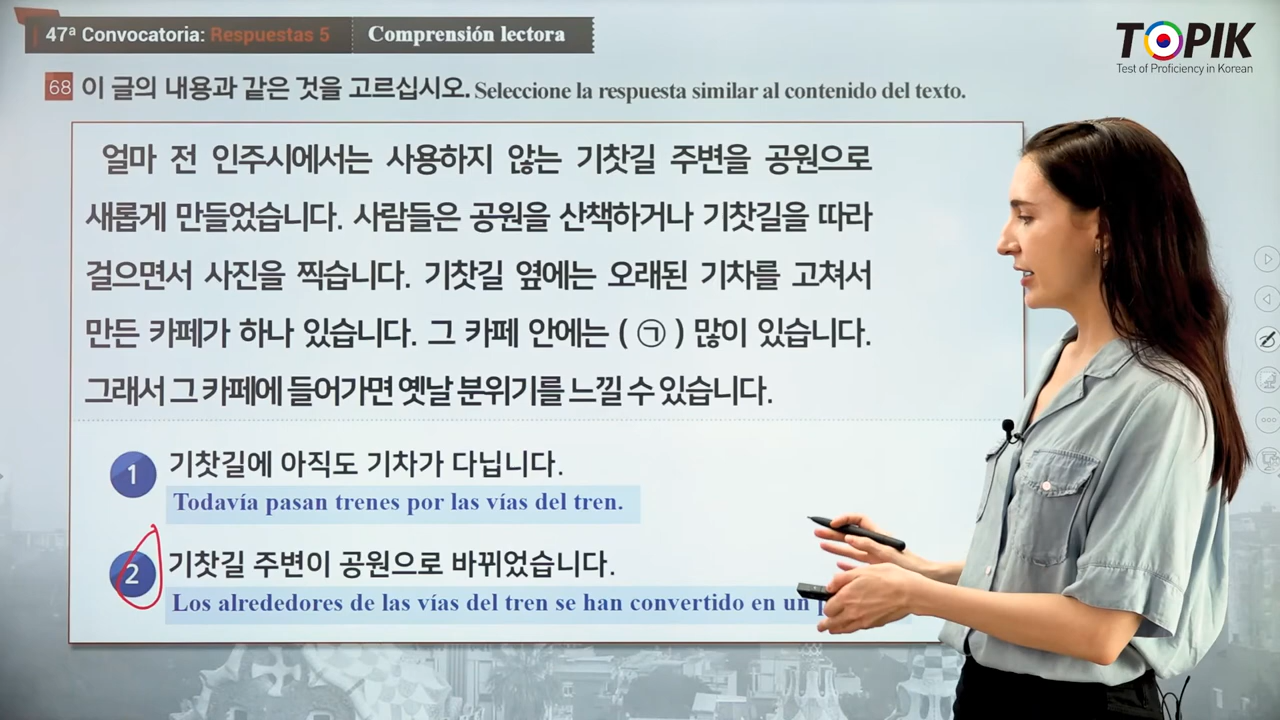 47ª Convocatoria: Respuestas 5 Comprensión lectora
TOPIK
Test of Proficiency in Korean
68 이 글의 내용과 같은 것을 고르십시오. Seleccione la respuesta similar al contenido del texto.
얼마 전 인주시에서는 사용하지 않는 기찻길 주변을 공원으로
새롭게 만들었습니다. 사람들은 공원을 산책하거나 기찻길을 따라
걸으면서 사진을 찍습니다. 기찻길 옆에는 오래된 기차를 고쳐서
만든 카페가 하나 있습니다. 그 카페 안에는 ( ㉠ ) 많이 있습니다.
그래서 그 카페에 들어가면 옛날 분위기를 느낄 수 있습니다.
1 기찻길에 아직도 기차가 다닙니다.
Todavía pasan trenes por las vías del tren.
2 기찻길 주변이 공원으로 바뀌었습니다.
Los alrededores de las vías del tren se han convertido en un